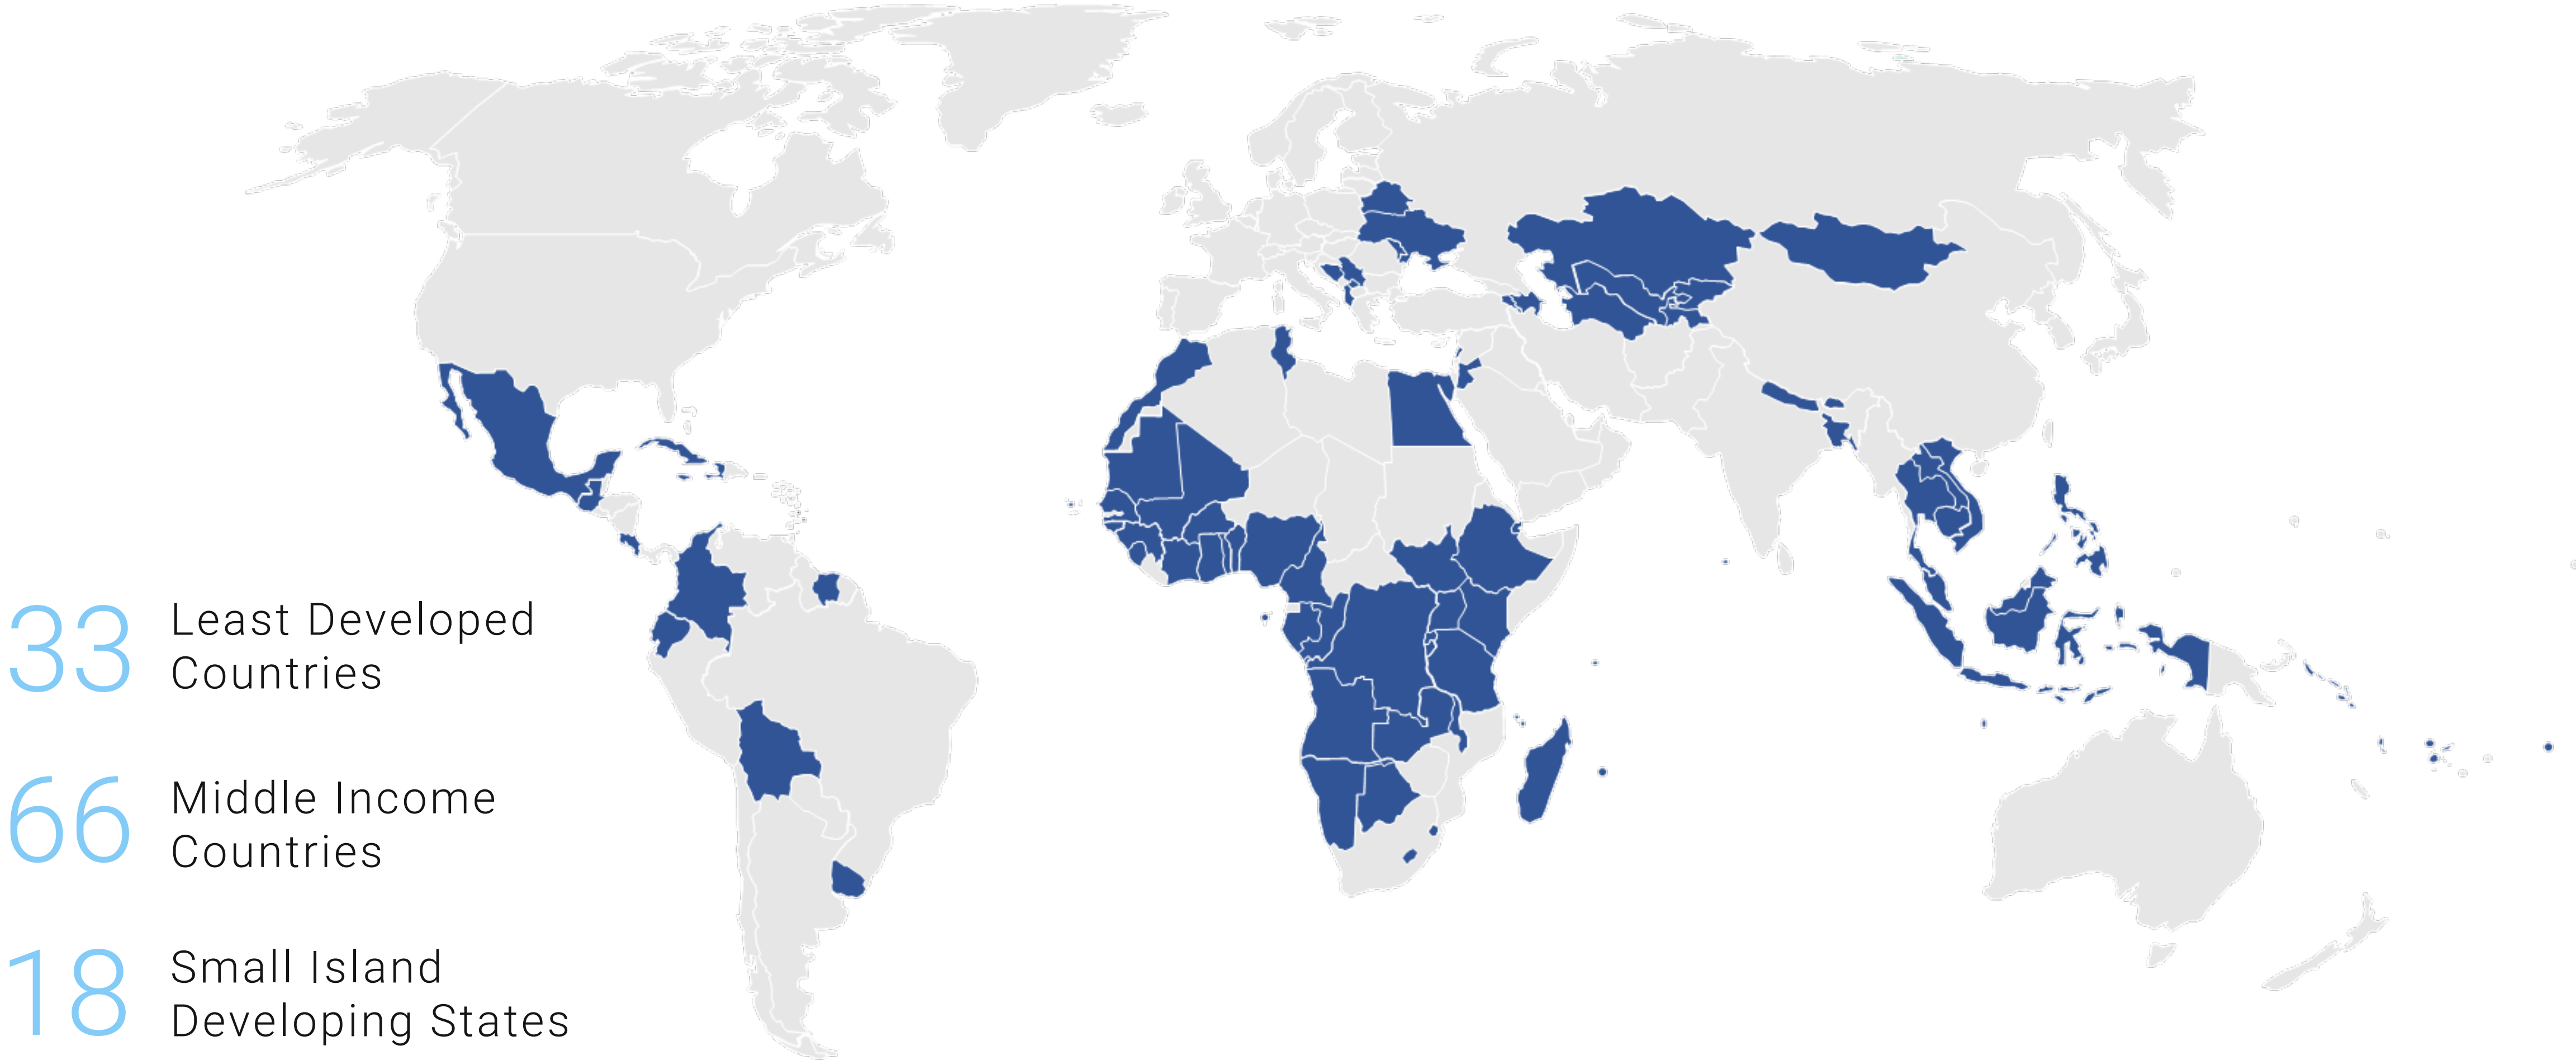 33
Least Developed
Countries
66
Middle Income
Countries
18
Small Island
Developing States